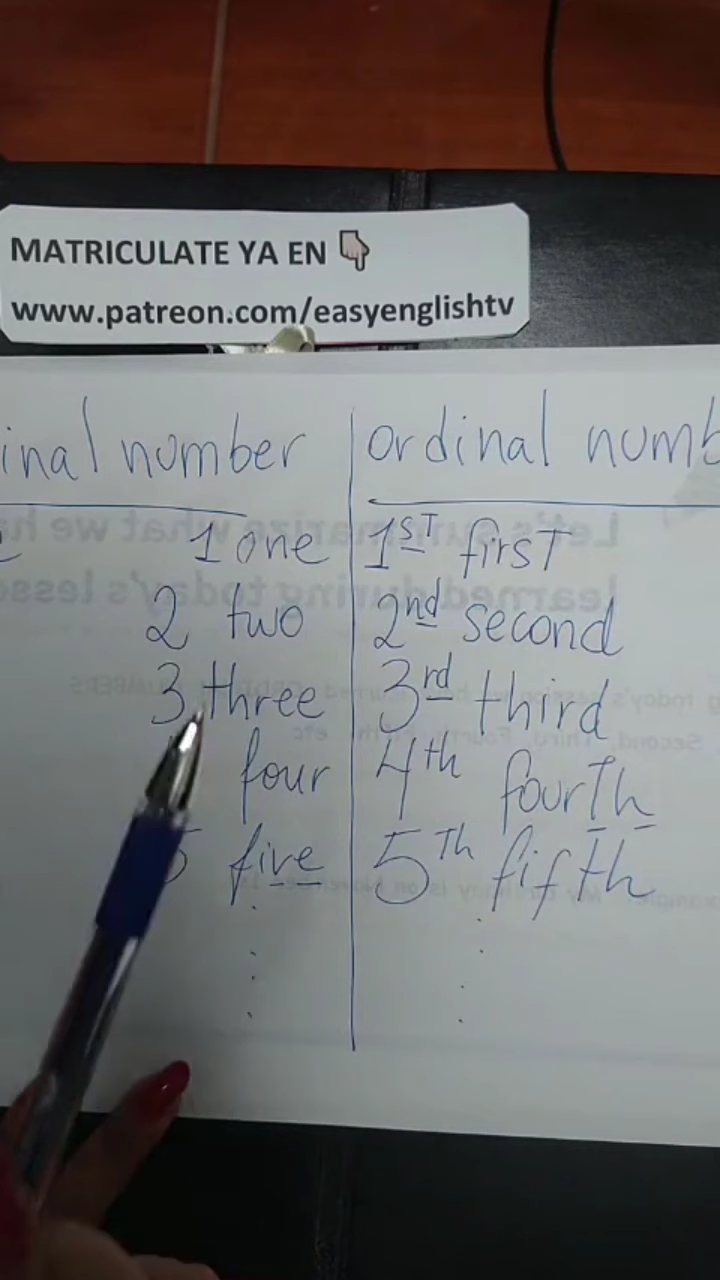 MATRICULATE YA EN
www.patreon.com/easyenglishtv
inal number ordinal numb
1 one 1ST first
2 two 2nd second
3 three 3rd third
four 4th fourth
5 five 5Th fifth